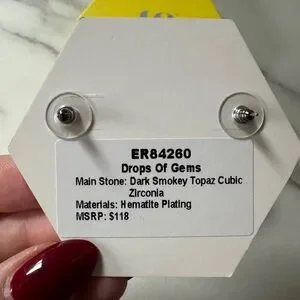 ER84260
Drops Of Gems
Main Stone: Dark Smokey Topaz Cubic
Zirconia
Materials: Hematite Plating
MSRP: $118